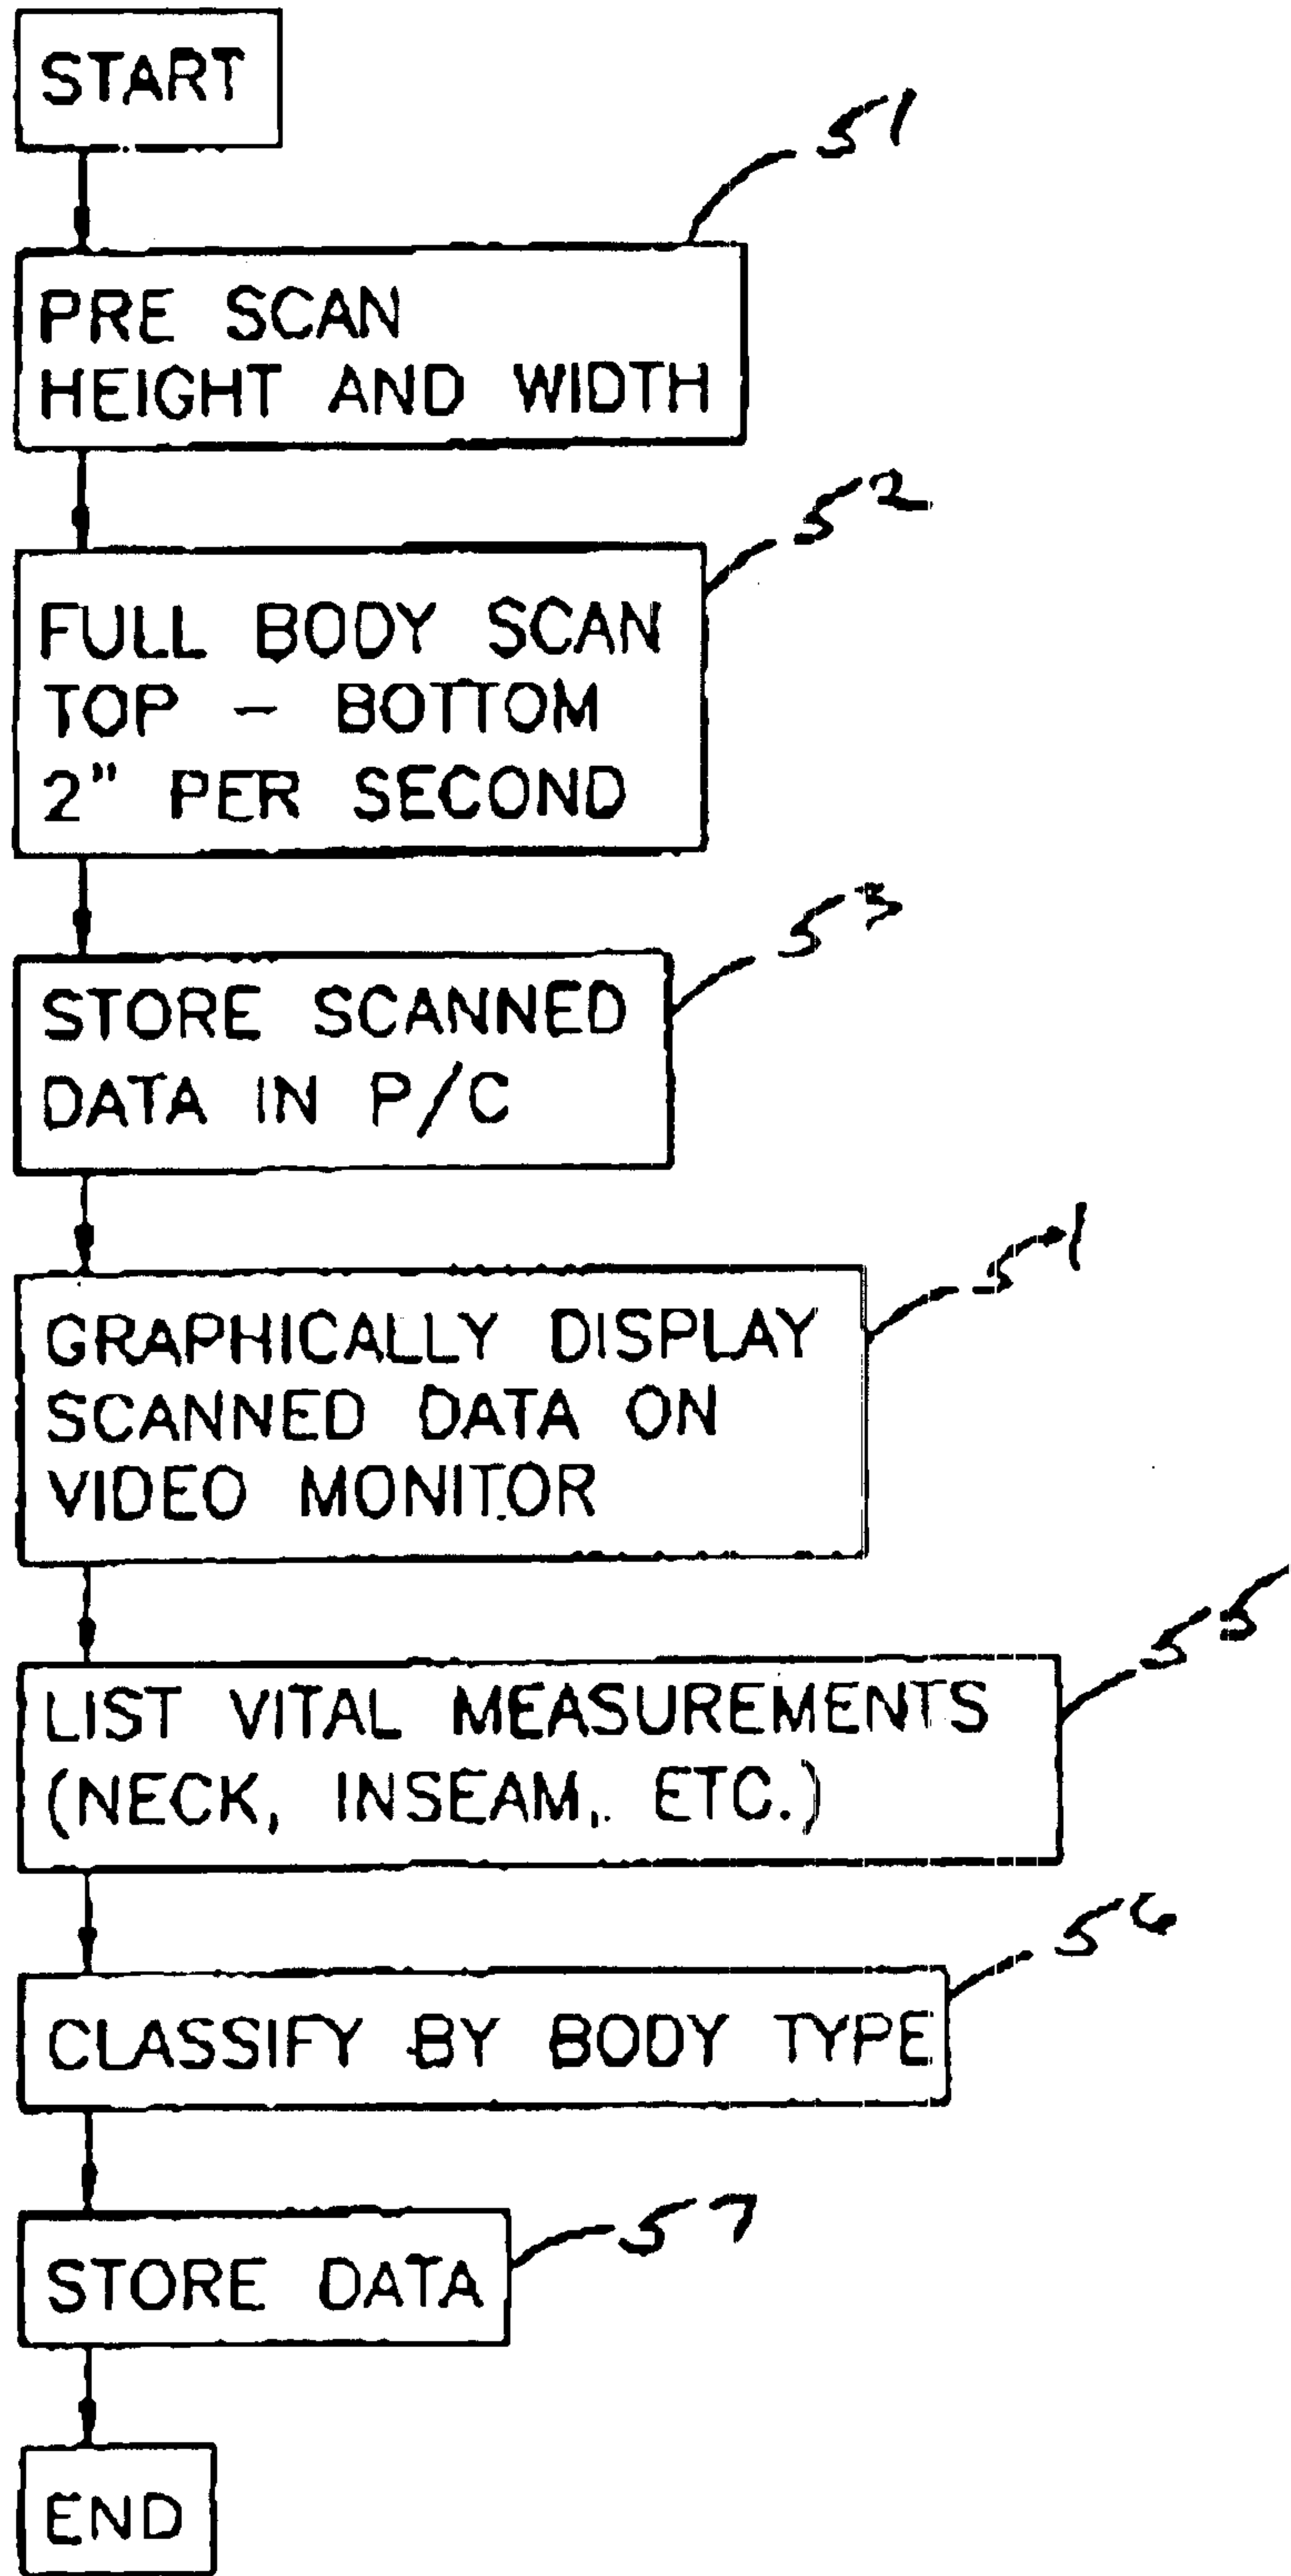 START
51
PRE SCAN
HEIGHT AND WIDTH
52
FULL BODY SCAN
TOP - BOTTOM
2" PER SECOND
53
STORE SCANNED
DATA IN P/C
54
GRAPHICALLY DISPLAY
SCANNED DATA ON
VIDEO MONITOR
55
LIST VITAL MEASUREMENTS
(NECK, INSEAM, ETC.)
56
CLASSIFY BY BODY TYPE
57
STORE DATA
END